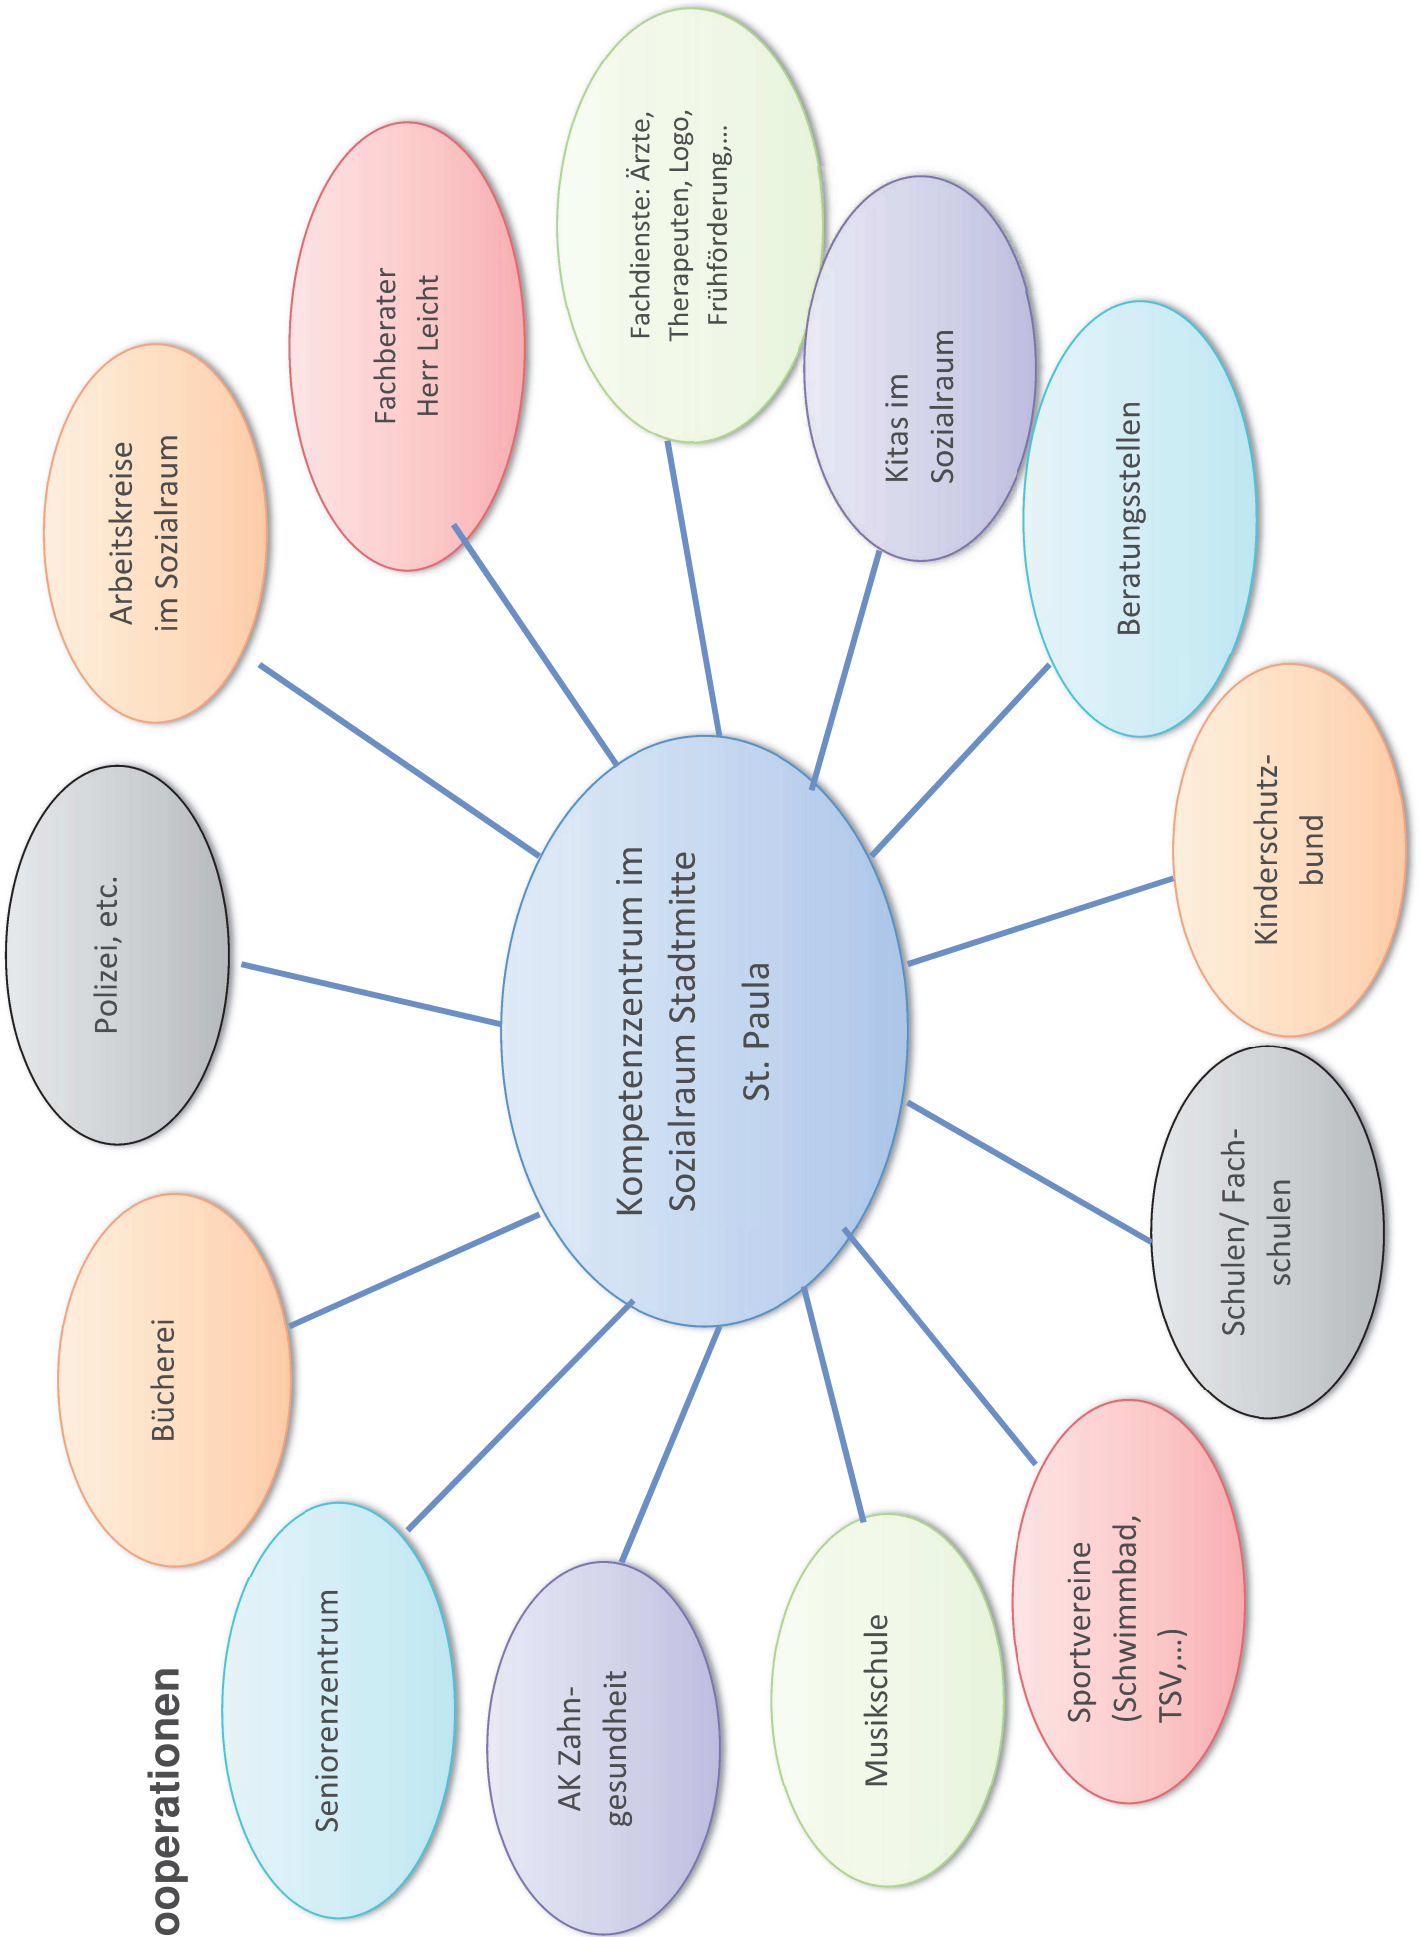 ooperationen
Polizei, etc.
Arbeitskreise
im Sozialraum
Fachberater
Herr Leicht
Fachdienste: Ärzte,
Therapeuten, Logo,
Frühförderung,...
Kitas im
Sozialraum
Beratungsstellen
Kinderschutz-
bund
Schulen/ Fach-
schulen
Sportvereine
(Schwimmbad,
TSV,...)
Musikschule
AK Zahn-
gesundheit
Seniorenzentrum
Bücherei
Kompetenzzentrum im
Sozialraum Stadtmitte
St. Paula